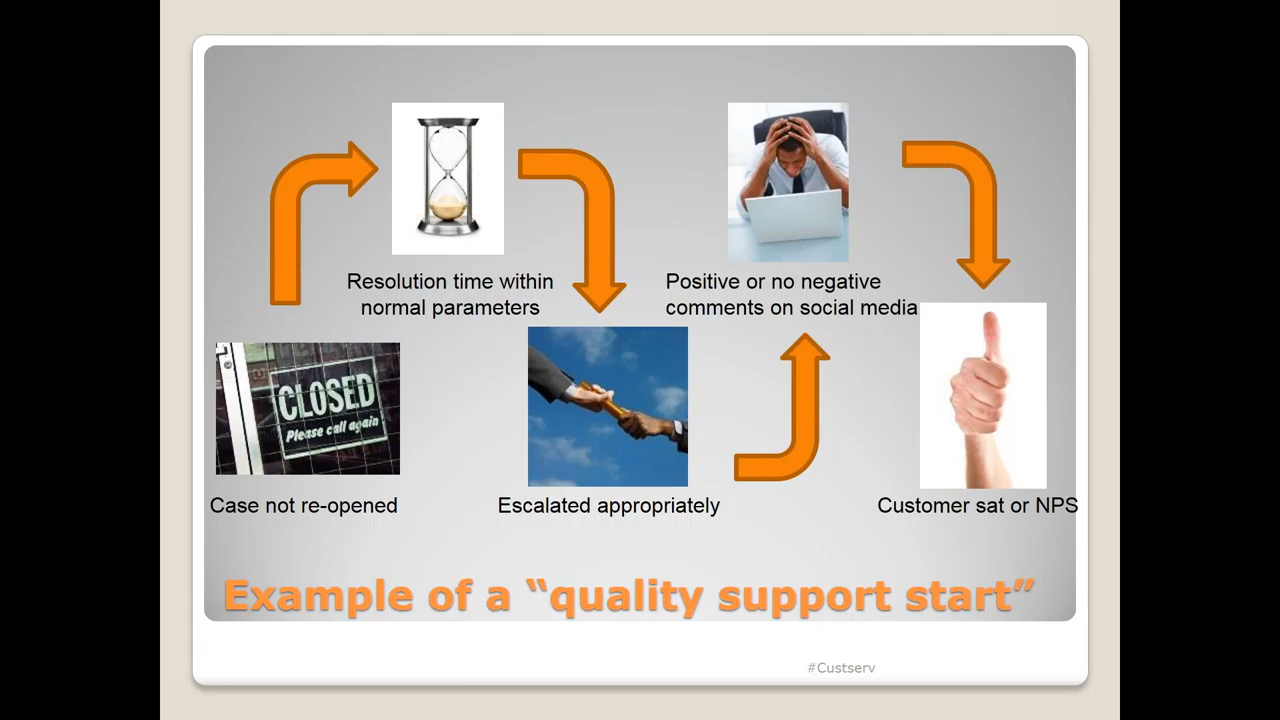 Resolution time within
normal parameters
Positive or no negative
comments on social media
CLOSED
Please call again
Case not re-opened
Escalated appropriately
Customer sat or NPS
Example of a “quality support start”
#Custserv